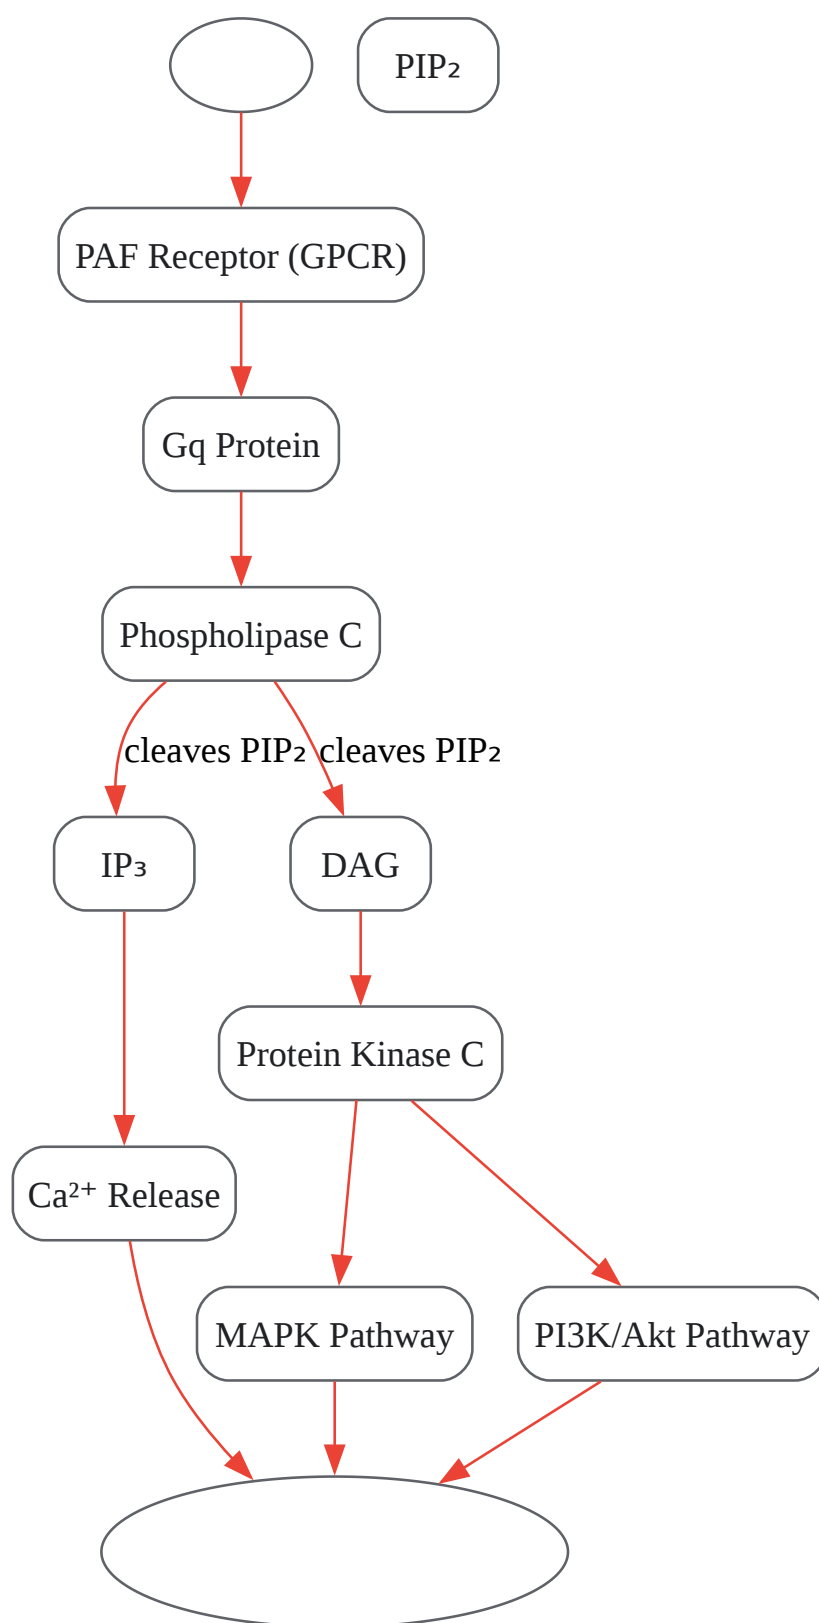 PIP₂
PAF Receptor (GPCR)
Gq Protein
Phospholipase C
cleaves PIP₂
cleaves PIP₂
IP₃
DAG
Protein Kinase C
Ca²⁺ Release
MAPK Pathway
PI3K/Akt Pathway